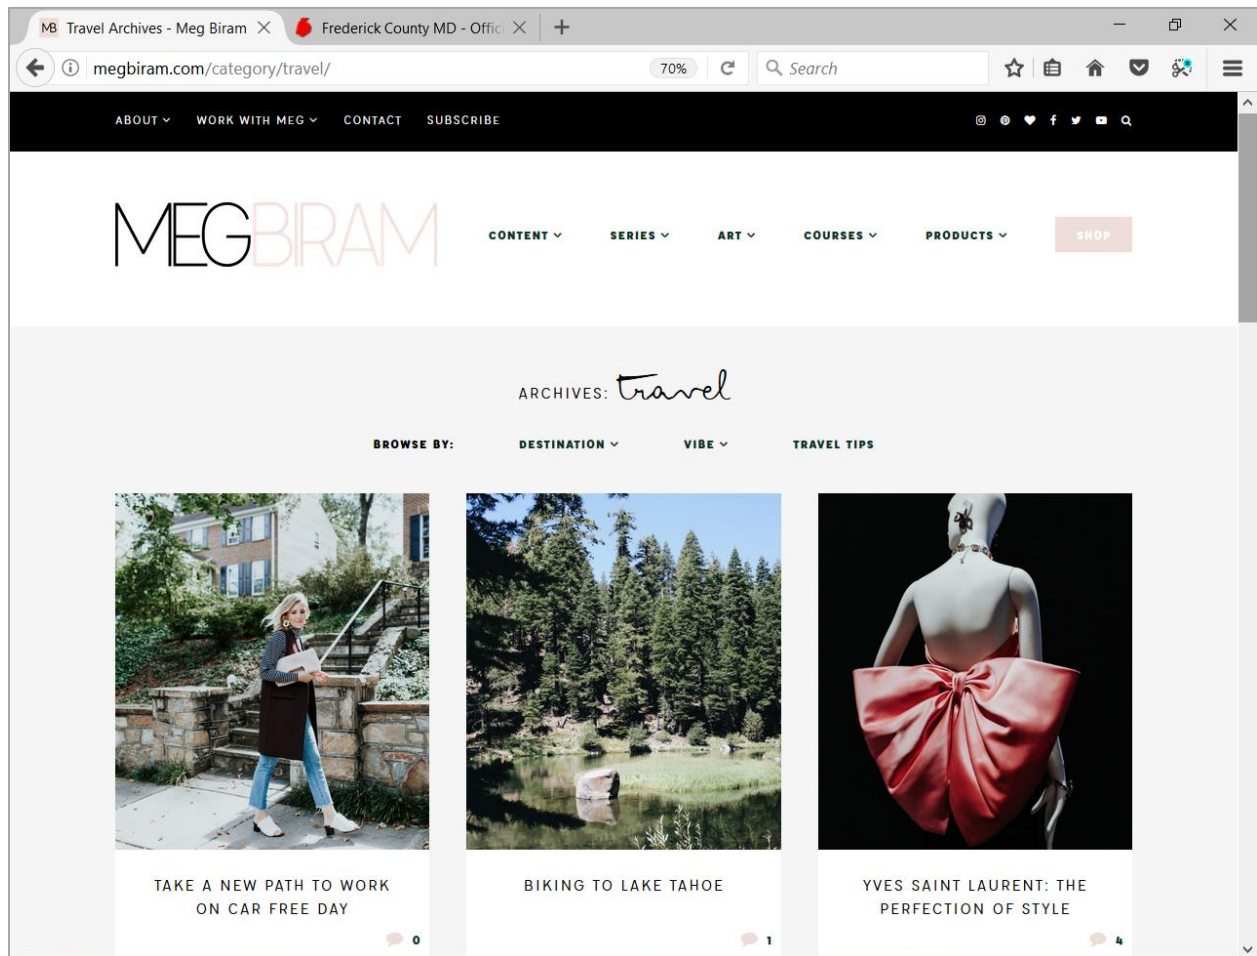 MB Travel Archives - Meg Biram
Frederick County MD - Offic
megbiram.com/category/travel/
70%
Search
ABOUT
WORK WITH MEG
CONTACT
SUBSCRIBE
MEGBIRAM
CONTENT
SERIES
ART
COURSES
PRODUCTS
SHOP
ARCHIVES: travel
BROWSE BY:
DESTINATION
VIBE
TRAVEL TIPS
TAKE A NEW PATH TO WORK
ON CAR FREE DAY
0
BIKING TO LAKE TAHOE
1
YVES SAINT LAURENT: THE
PERFECTION OF STYLE
4